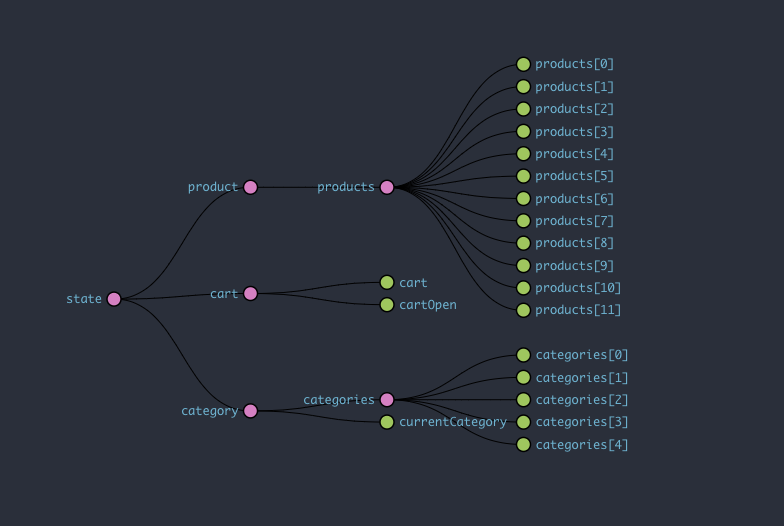 state
product
products
products[0]
products[1]
products[2]
products[3]
products[4]
products[5]
products[6]
products[7]
products[8]
products[9]
products[10]
products[11]
cart
cart
cartOpen
category
categories
categories[0]
categories[1]
categories[2]
categories[3]
categories[4]
currentCategory